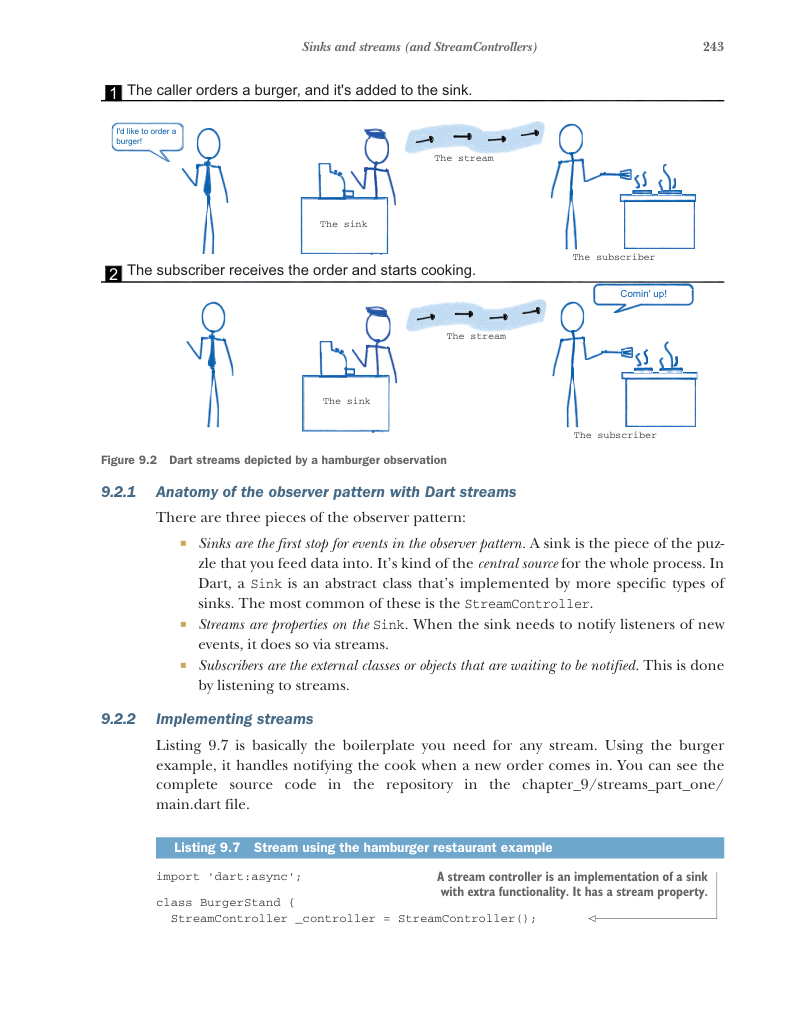 Sinks and streams (and StreamControllers) 243
1 The caller orders a burger, and it's added to the sink.
I'd like to order a
burger!
The stream
The sink
The subscriber
2 The subscriber receives the order and starts cooking.
Comin' up!
The stream
The sink
The subscriber
Figure 9.2 Dart streams depicted by a hamburger observation
9.2.1 Anatomy of the observer pattern with Dart streams
There are three pieces of the observer pattern:
■ Sinks are the first stop for events in the observer pattern. A sink is the piece of the puz-
zle that you feed data into. It’s kind of the central source for the whole process. In
Dart, a Sink is an abstract class that’s implemented by more specific types of
sinks. The most common of these is the StreamController.
■ Streams are properties on the Sink. When the sink needs to notify listeners of new
events, it does so via streams.
■ Subscribers are the external classes or objects that are waiting to be notified. This is done
by listening to streams.
9.2.2 Implementing streams
Listing 9.7 is basically the boilerplate you need for any stream. Using the burger
example, it handles notifying the cook when a new order comes in. You can see the
complete source code in the repository in the chapter_9/streams_part_one/
main.dart file.
Listing 9.7 Stream using the hamburger restaurant example
import 'dart:async';
A stream controller is an implementation of a sink
with extra functionality. It has a stream property.
class BurgerStand {
StreamController _controller = StreamController();